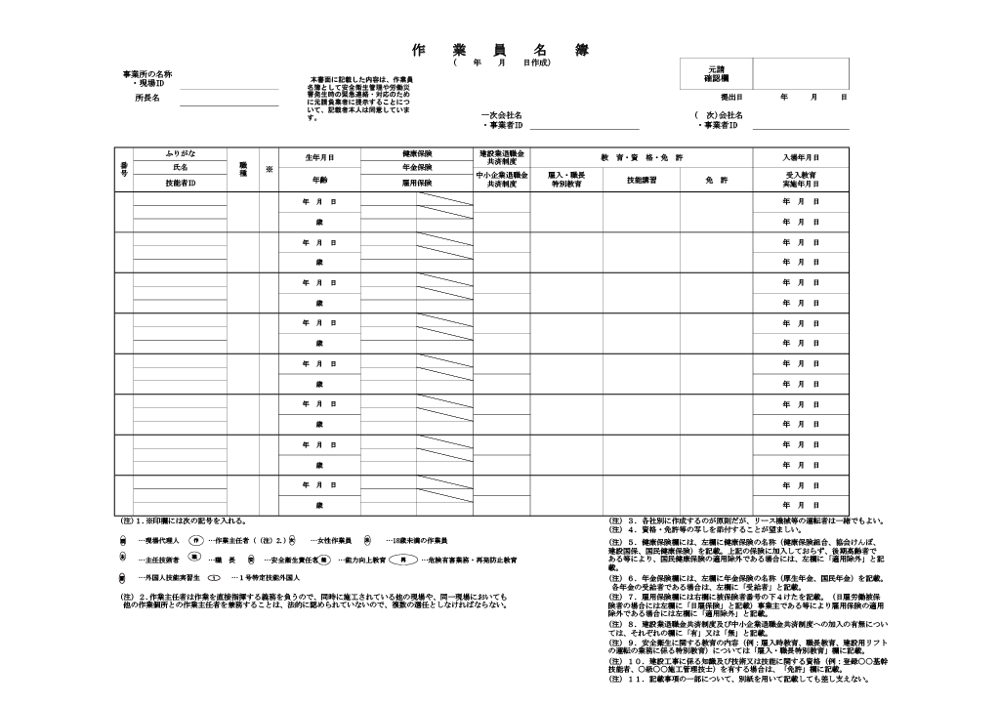 作　業　員　名　簿
(　　年　　月　　日作成)
事業所の名称
・現場ID
所長名
本書面に記載した内容は、作業員
名簿として安全衛生管理や労働災
害発生時の緊急連絡・対応のため
に元請負業者に提示することにつ
いて、記載者本人は同意していま
す。
元請
確認欄
提出日　　年　　月　　日
一次会社名
・事業者ID
(　次)会社名
・事業者ID
番号
ふりがな
氏名
技能者ID
職種
※
生年月日
年齢
健康保険
年金保険
雇用保険
建設業退職金
共済制度
中小企業退職金
共済制度
教　育・資　格・免　許
雇入・職長
特別教育
技能講習
免　許
入場年月日
受入教育
実施年月日
年　月　日　　年　月　日
歳　　年　月　日
年　月　日　　年　月　日
歳　　年　月　日
年　月　日　　年　月　日
歳　　年　月　日
年　月　日　　年　月　日
歳　　年　月　日
年　月　日　　年　月　日
歳　　年　月　日
年　月　日　　年　月　日
歳　　年　月　日
年　月　日　　年　月　日
歳　　年　月　日
年　月　日　　年　月　日
歳　　年　月　日
(注)１.※印欄には次の記号を入れる。
…現場代理人　作　…作業主任者（(注）2.)　…女性作業員　…18歳未満の作業員
…主任技術者　職　…職　長　…安全衛生責任者　能　…能力向上教育　再　…危険有害業務・再発防止教育
…外国人技能実習生　１　…１号特定技能外国人
(注）２.作業主任者は作業を直接指揮する義務を負うので、同時に施工されている他の現場や、同一現場においても
他の作業個所との作業主任者を兼務することは、法的に認められていないので、複数の選任としなければならない。
(注）３．各社別に作成するのが原則だが、リース機械等の運転者は一緒でもよい。
(注）４．資格・免許等の写しを添付することが望ましい。
(注）５．健康保険欄には、左欄に健康保険の名称（健康保険組合、協会けんぽ、
建設国保、国民健康保険）を記載。上記の保険に加入しておらず、後期高齢者で
ある等により、国民健康保険の適用除外である場合には、左欄に「適用除外」と記
載。
(注）６．年金保険欄には、左欄に年金保険の名称（厚生年金、国民年金）を記載。
各年金の受給者である場合は、左欄に「受給者」と記載。
(注）７．雇用保険欄には右欄に被保険者番号の下４けたを記載。（日雇労働被保
険者の場合には左欄に「日雇保険」と記載）事業主である等により雇用保険の適用
除外である場合には左欄に「適用除外」と記載。
(注）８．建設業退職金共済制度及び中小企業退職金共済制度への加入の有無につい
ては、それぞれの欄に「有」又は「無」と記載。
(注）９．安全衛生に関する教育の内容（例：雇入時教育、職長教育、建設用リフト
の運転の業務に係る特別教育）については「雇入・職長特別教育」欄に記載。
(注）１０．建設工事に係る知識及び技術又は技能に関する資格（例：登録〇〇基幹
技能者、〇級〇〇施工管理技士）を有する場合は、「免許」欄に記載。
(注）１１．記載事項の一部について、別紙を用いて記載しても差し支えない。